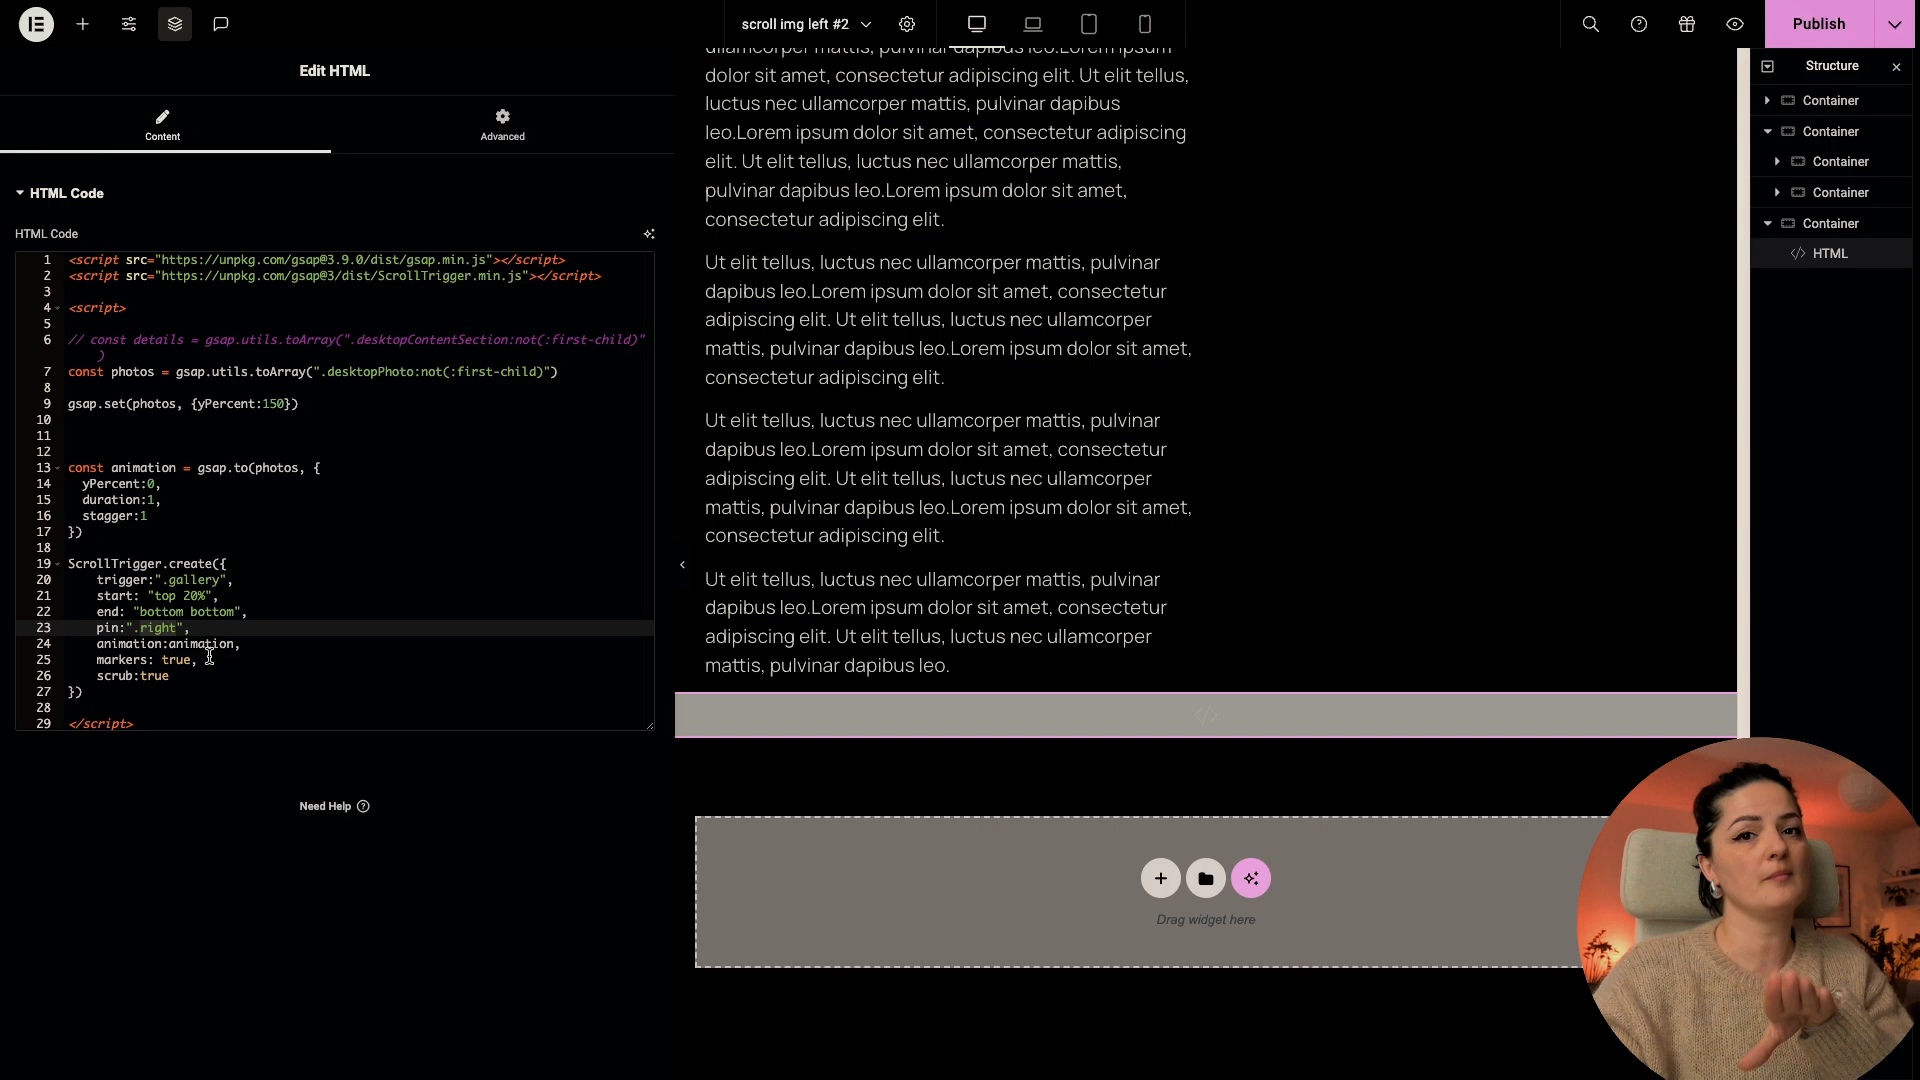 scroll img left #2
Publish
Edit HTML
Content
Advanced
HTML Code
HTML Code
1 <script src="https://unpkg.com/gsap@3.9.0/dist/gsap.min.js"></script>
2 <script src="https://unpkg.com/gsap@3/dist/ScrollTrigger.min.js"></script>
3
4 <script>
5
6 // const details = gsap.utils.toArray(".desktopContentSection:not(:first-child)"
)
7 const photos = gsap.utils.toArray(".desktopPhoto:not(:first-child)")
8
9 gsap.set(photos, {yPercent:150})
10
11
12
13 const animation = gsap.to(photos, {
14 yPercent:0,
15 duration:1,
16 stagger:1
17 })
18
19 ScrollTrigger.create({
20 trigger:".gallery",
21 start: "top 20%",
22 end: "bottom bottom",
23 pin:".right",
24 animation:animation,
25 markers: true,
26 scrub:true
27 })
28
29 </script>
Need Help
ullamcorper mattis, pulvinar dapibus leo.Lorem ipsum
dolor sit amet, consectetur adipiscing elit. Ut elit tellus,
luctus nec ullamcorper mattis, pulvinar dapibus
leo.Lorem ipsum dolor sit amet, consectetur adipiscing
elit. Ut elit tellus, luctus nec ullamcorper mattis,
pulvinar dapibus leo.Lorem ipsum dolor sit amet,
consectetur adipiscing elit.
Ut elit tellus, luctus nec ullamcorper mattis, pulvinar
dapibus leo.Lorem ipsum dolor sit amet, consectetur
adipiscing elit. Ut elit tellus, luctus nec ullamcorper
mattis, pulvinar dapibus leo.Lorem ipsum dolor sit amet,
consectetur adipiscing elit.
Ut elit tellus, luctus nec ullamcorper mattis, pulvinar
dapibus leo.Lorem ipsum dolor sit amet, consectetur
adipiscing elit. Ut elit tellus, luctus nec ullamcorper
mattis, pulvinar dapibus leo.Lorem ipsum dolor sit amet,
consectetur adipiscing elit.
Ut elit tellus, luctus nec ullamcorper mattis, pulvinar
dapibus leo.Lorem ipsum dolor sit amet, consectetur
adipiscing elit. Ut elit tellus, luctus nec ullamcorper
mattis, pulvinar dapibus leo.
Drag widget here
Structure
Container
Container
Container
Container
Container
HTML